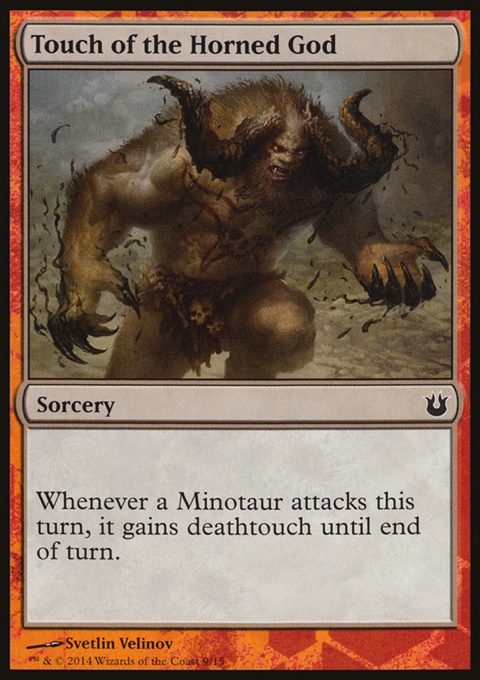 Touch of the Horned God
Sorcery
Whenever a Minotaur attacks this
turn, it gains deathtouch until end
of turn.
Svetlin Velinov
™ & © 2014 Wizards of the Coast 9/15